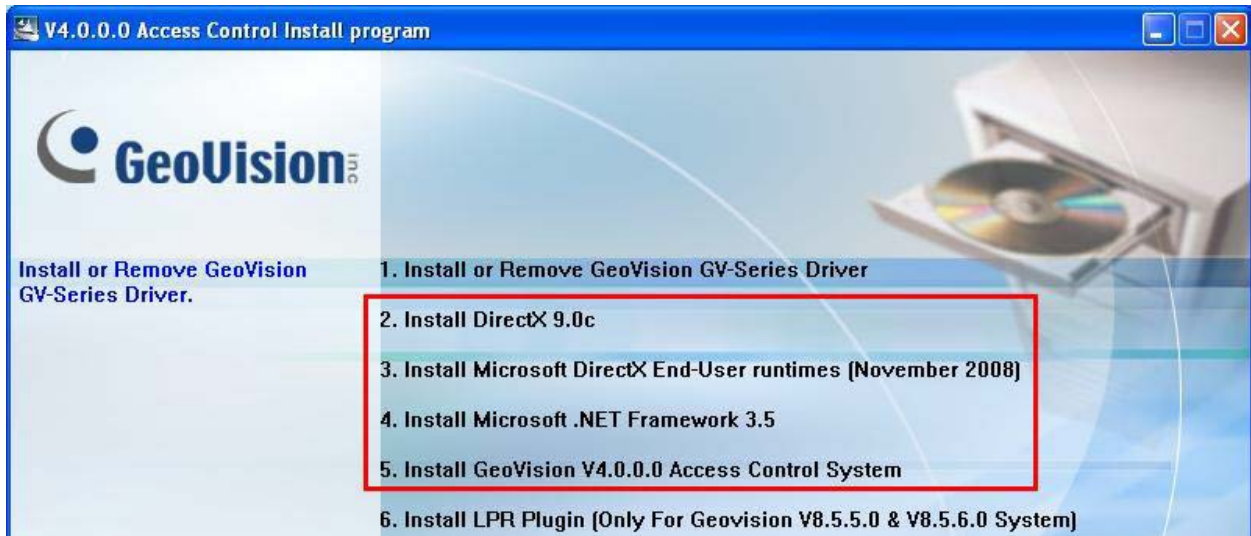 V4.0.0.0 Access Control Install program
GeoVision inc
Install or Remove GeoVision
GV-Series Driver.
1. Install or Remove GeoVision GV-Series Driver
2. Install DirectX 9.0c
3. Install Microsoft DirectX End-User runtimes (November 2008)
4. Install Microsoft .NET Framework 3.5
5. Install GeoVision V4.0.0.0 Access Control System
6. Install LPR Plugin (Only For Geovision V8.5.5.0 & V8.5.6.0 System)